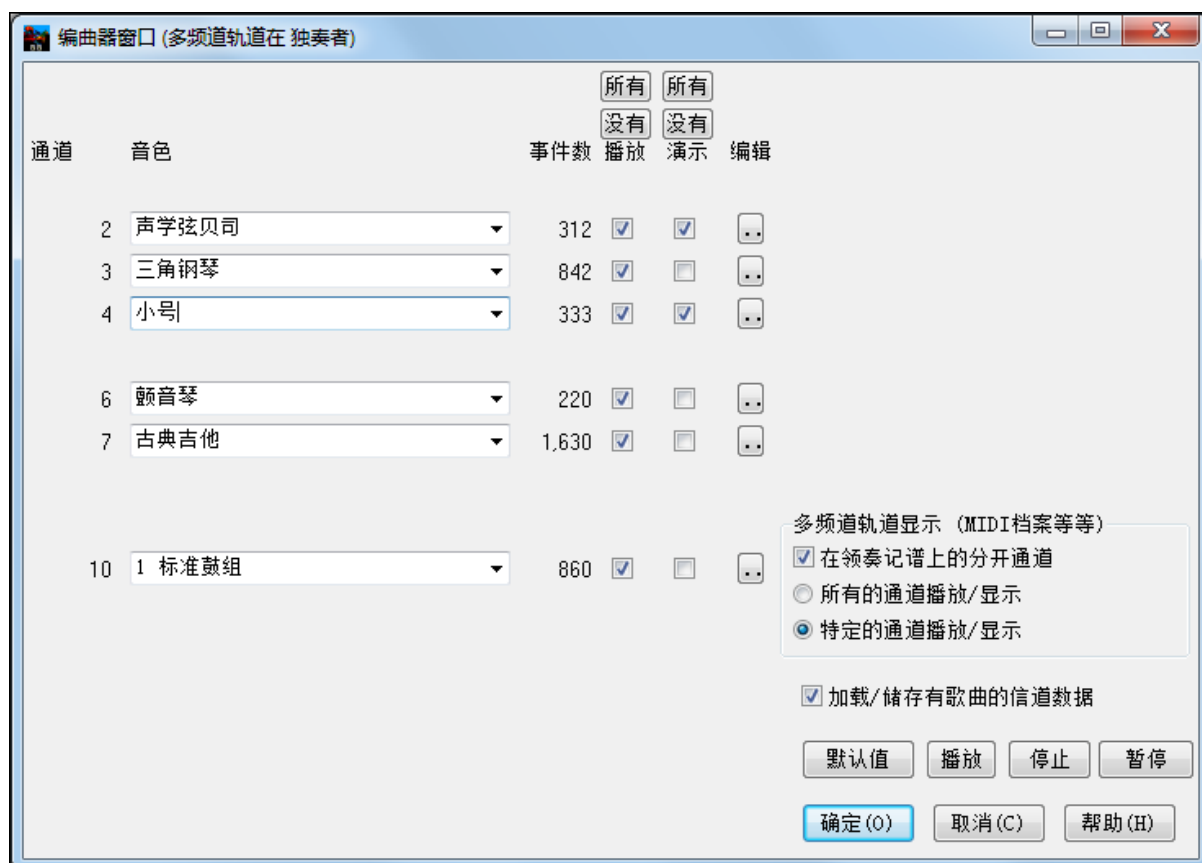 编曲器窗口 (多频道轨道在 独奏者)
所有 所有
没有 没有
通道 音色 事件数 播放 演示 编辑
2 声学弦贝司 312 ..
3 三角钢琴 842 ..
4 小号 333 ..
6 颤音琴 220 ..
7 古典吉他 1,630 ..
多频道轨道显示 (MIDI档案等等)
在领奏记谱上的分开通道
10 1 标准鼓组 860 ..
所有的通道播放/显示
特定的通道播放/显示
加载/储存有歌曲的信道数据
默认值 播放 停止 暂停
确定(O) 取消(C) 帮助(H)